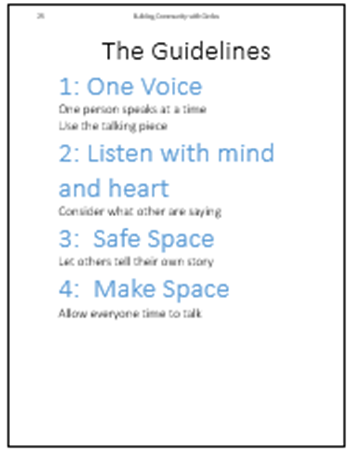 25 Building Community with Circles
The Guidelines
1: One Voice
One person speaks at a time
Use the talking piece
2: Listen with mind
and heart
Consider what other are saying
3:  Safe Space
Let others tell their own story
4:  Make Space
Allow everyone time to talk